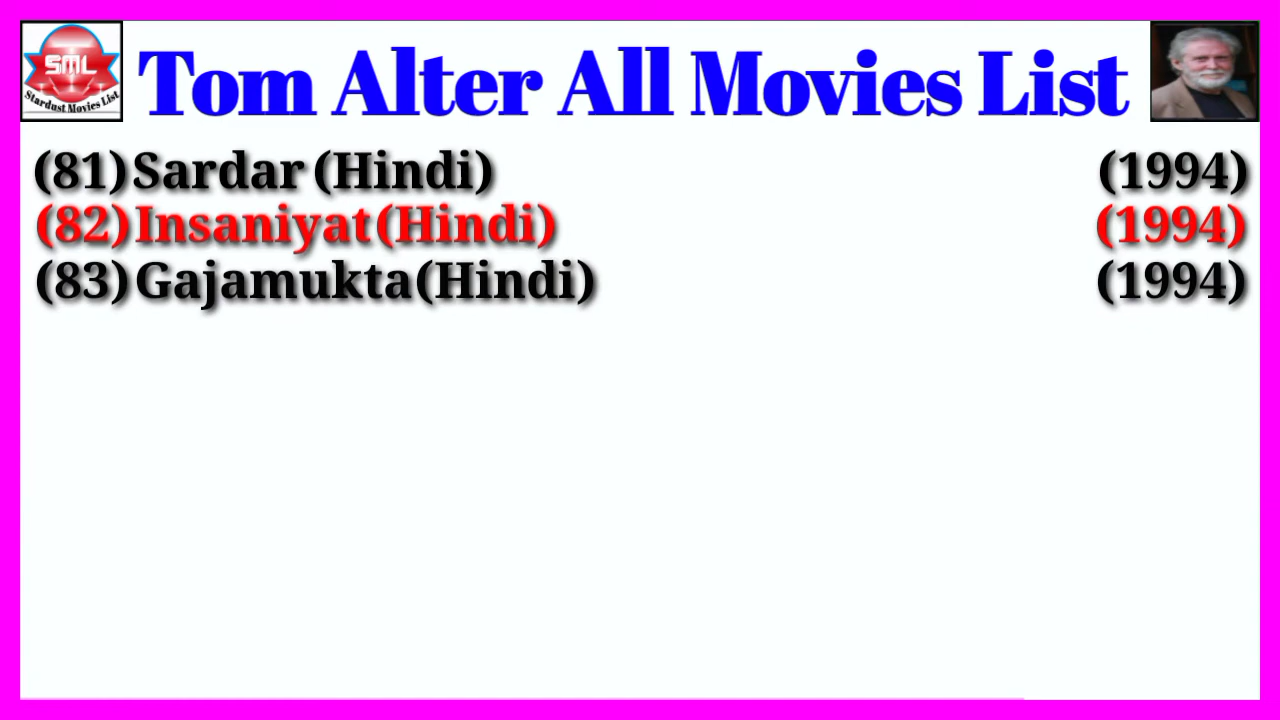 SML
Stardust Movies List
Tom Alter All Movies List
(81) Sardar (Hindi) (1994)
(82) Insaniyat (Hindi) (1994)
(83) Gajamukta (Hindi) (1994)